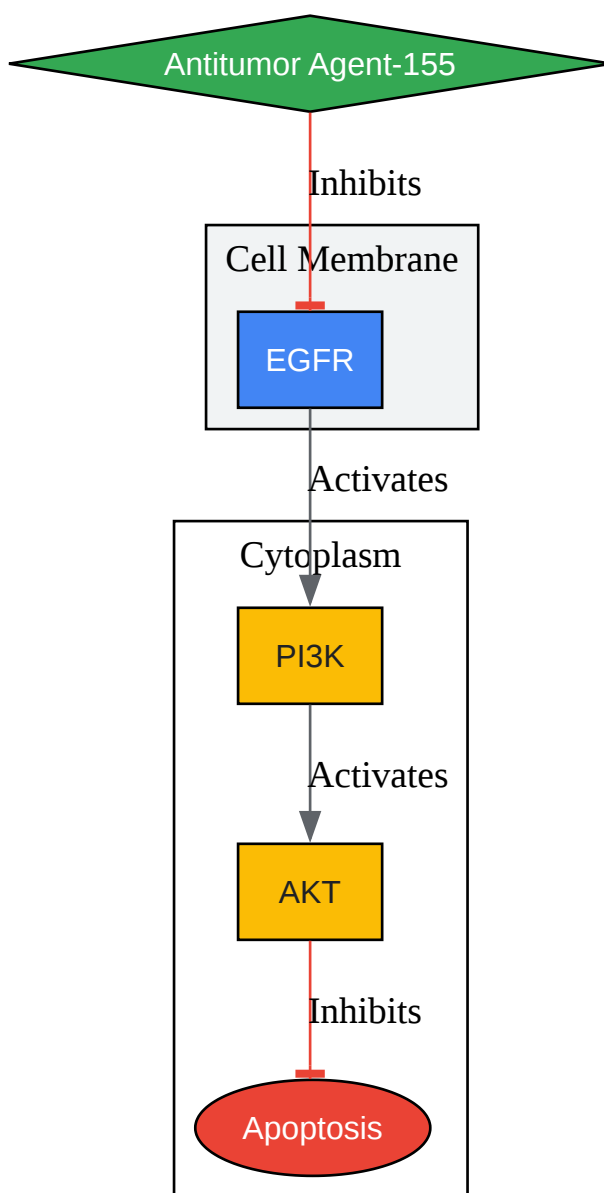 Antitumor Agent-155
Inhibits
Cell Membrane
EGFR
Activates
Cytoplasm
PI3K
Activates
AKT
Inhibits
Apoptosis